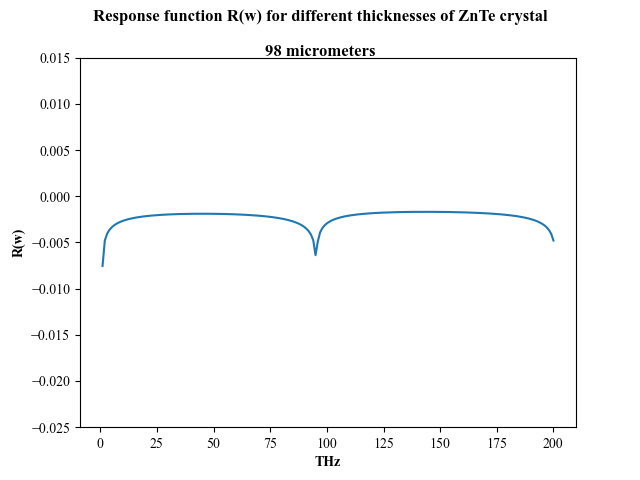 Response function R(w) for different thicknesses of ZnTe crystal
98 micrometers
0.015
0.010
0.005
0.000
−0.005
−0.010
−0.015
−0.020
−0.025
R(w)
0 25 50 75 100 125 150 175 200
THz